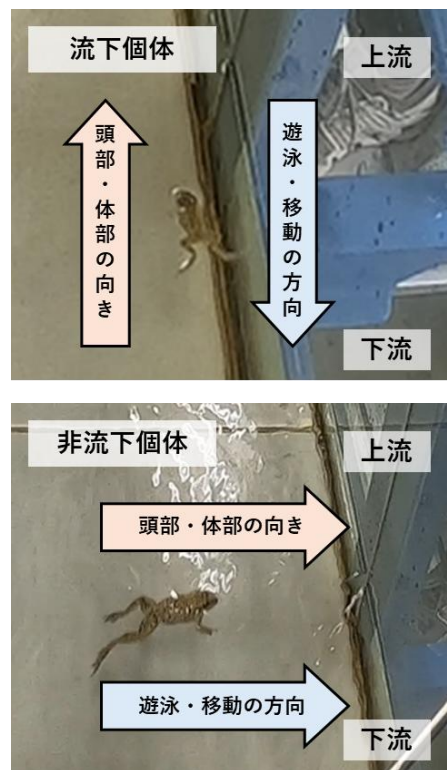 流下個体
上流
頭部・体部の向き
遊泳・移動の方向
下流
非流下個体
上流
頭部・体部の向き
遊泳・移動の方向
下流